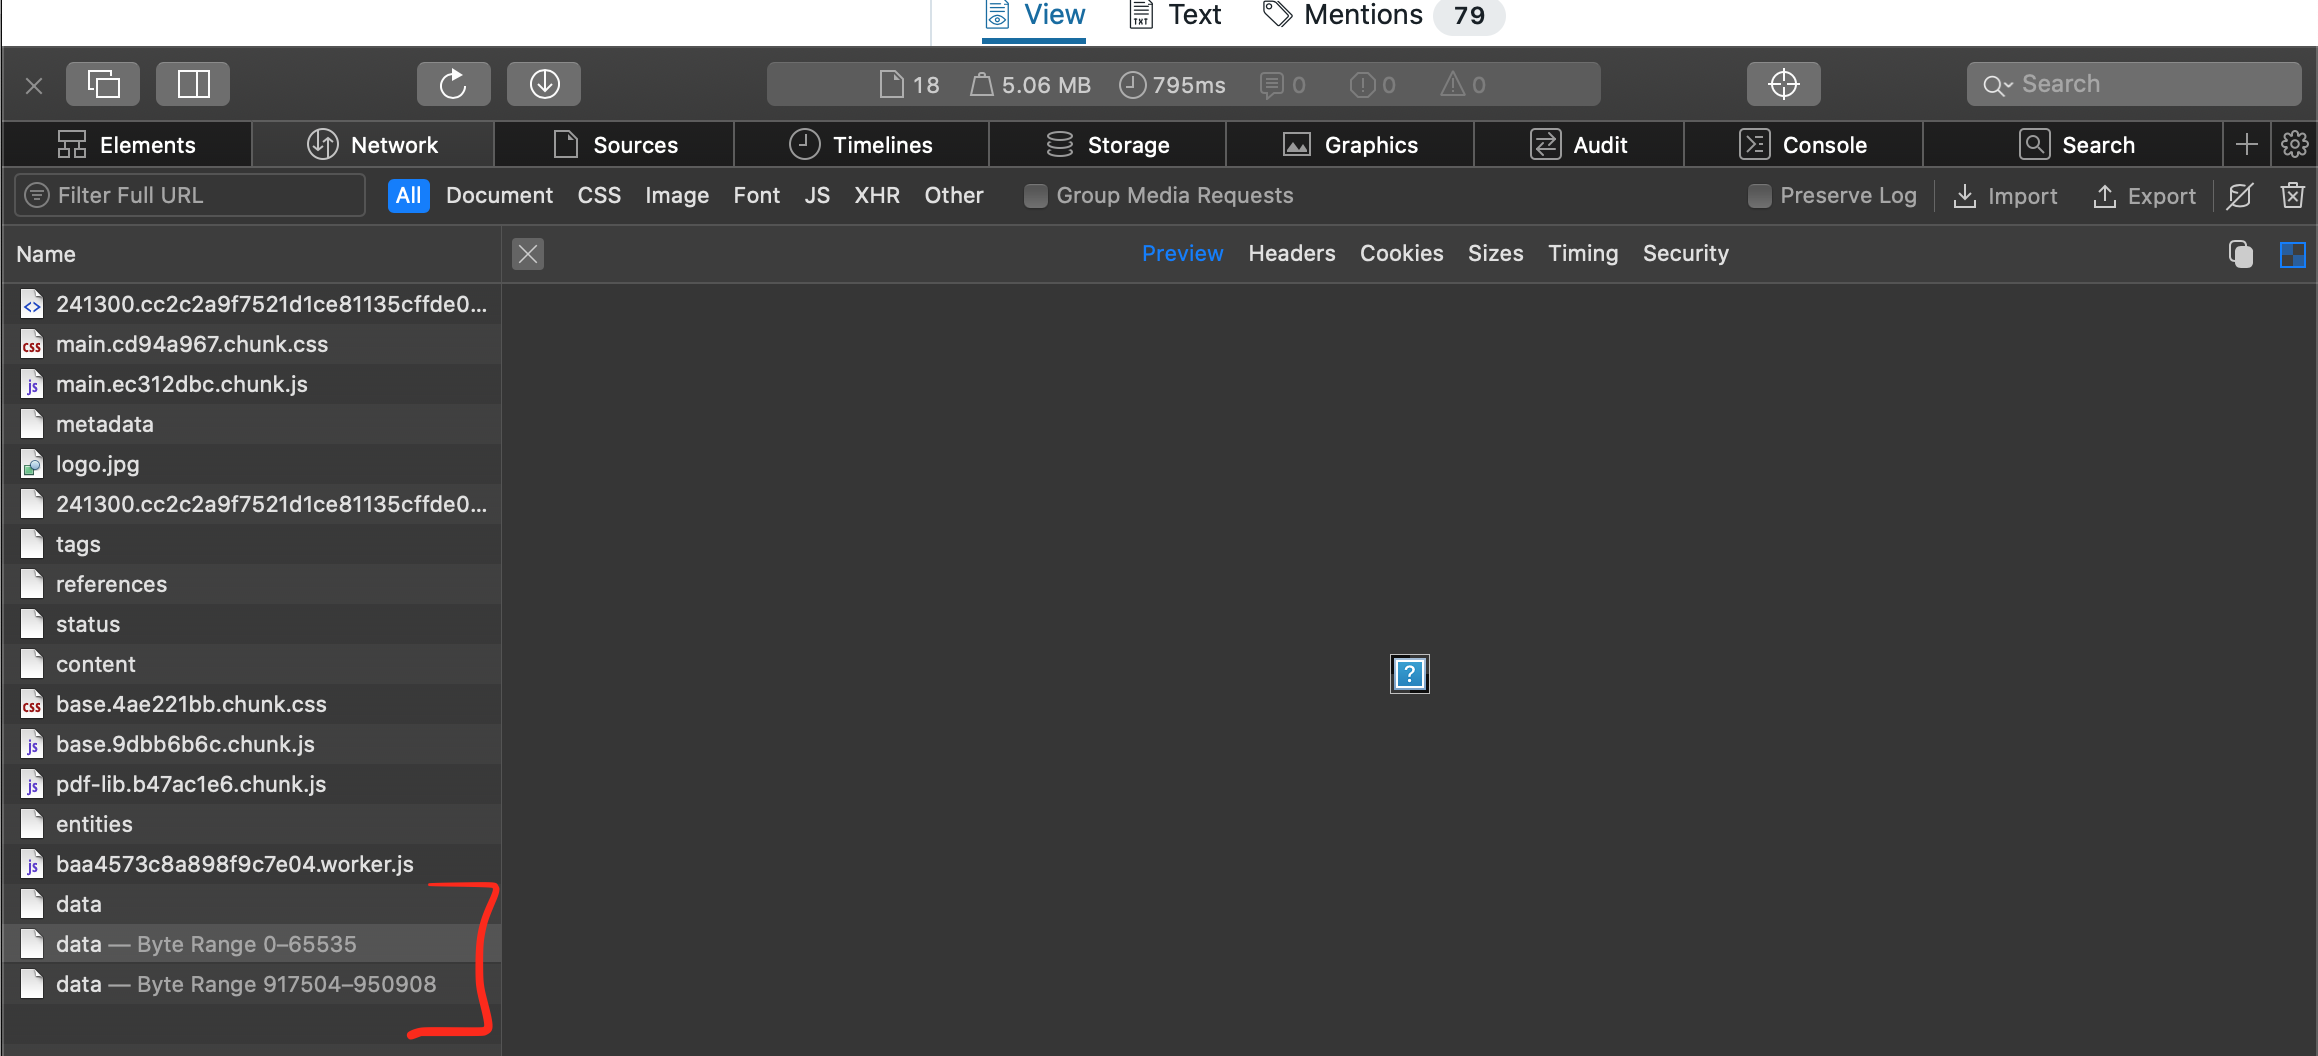 View Text Mentions 79
18 5.06 MB 795ms 0 0 0 Search
Elements Network Sources Timelines Storage Graphics Audit Console Search
Filter Full URL All Document CSS Image Font JS XHR Other Group Media Requests Preserve Log Import Export
Name Preview Headers Cookies Sizes Timing Security
241300.cc2c2a9f7521d1ce81135cffde0...
main.cd94a967.chunk.css
main.ec312dbc.chunk.js
metadata
logo.jpg
241300.cc2c2a9f7521d1ce81135cffde0...
tags
references
status
content
base.4ae221bb.chunk.css
base.9dbb6b6c.chunk.js
pdf-lib.b47ac1e6.chunk.js
entities
baa4573c8a898f9c7e04.worker.js
data
data — Byte Range 0–65535
data — Byte Range 917504–950908